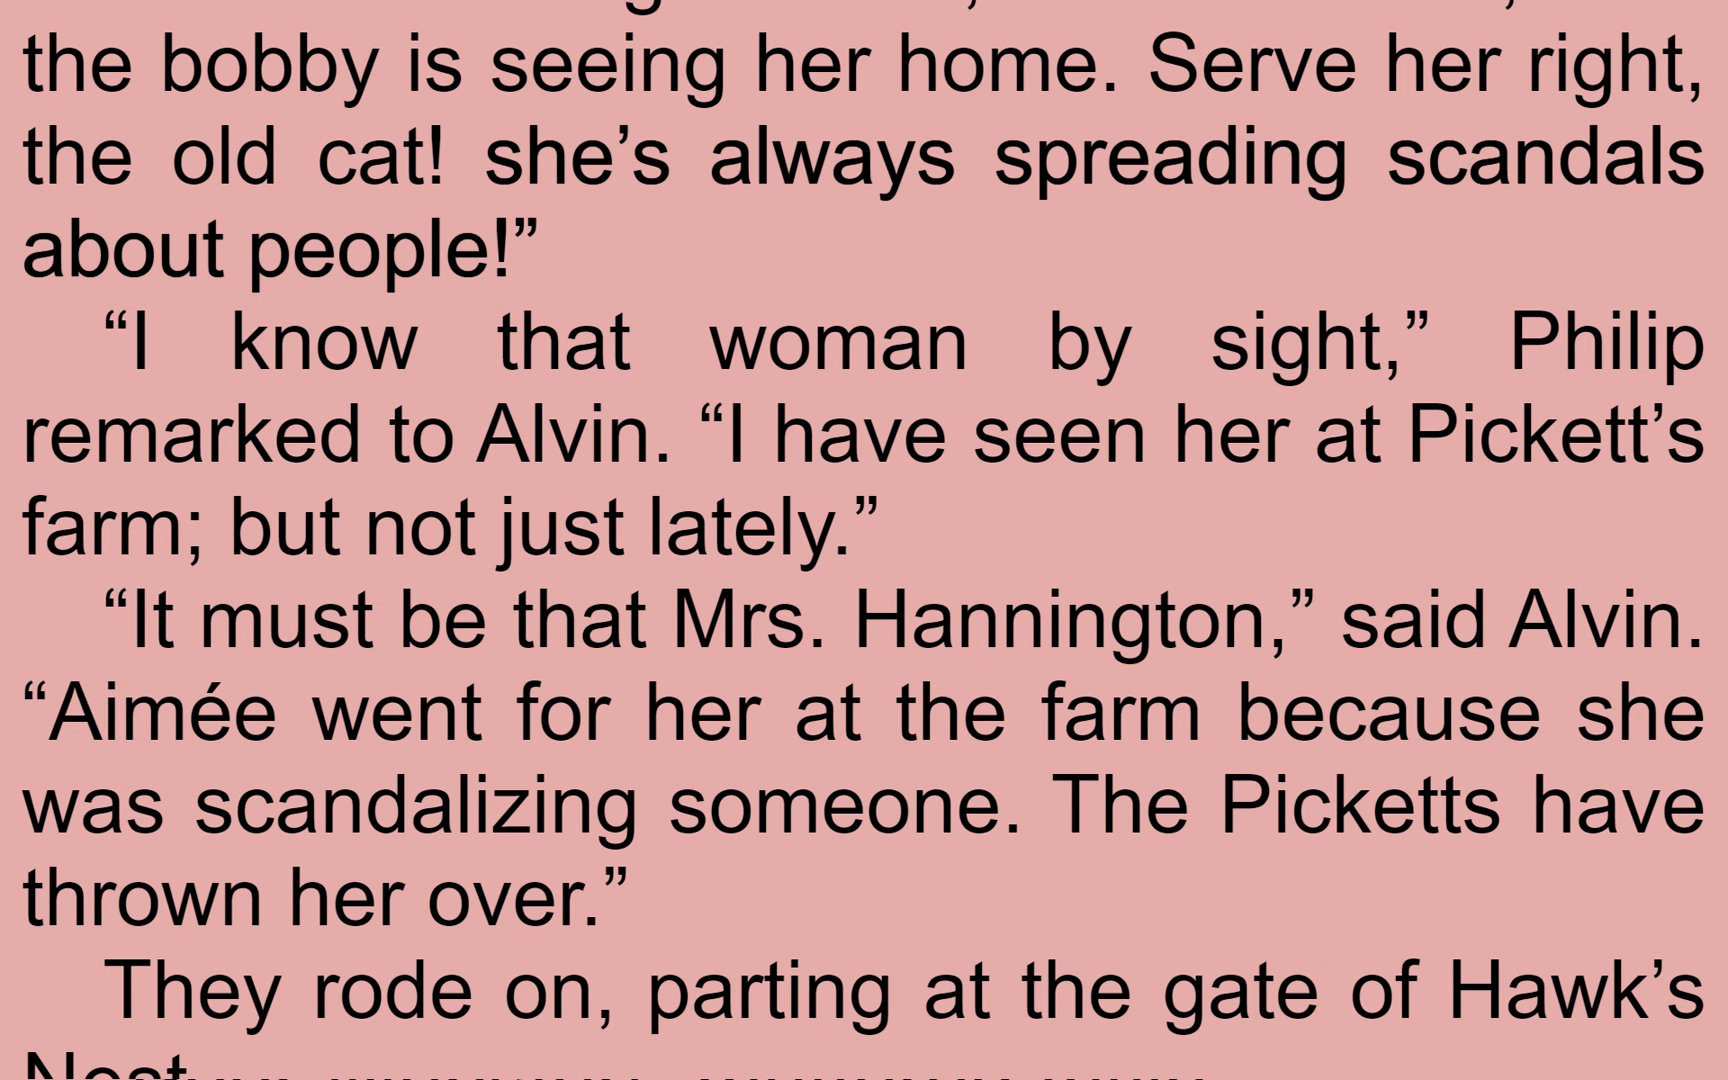 the bobby is seeing her home. Serve her right,
the old cat! she’s always spreading scandals
about people!”
“I know that woman by sight,” Philip
remarked to Alvin. “I have seen her at Pickett’s
farm; but not just lately.”
“It must be that Mrs. Hannington,” said Alvin.
“Aimée went for her at the farm because she
was scandalizing someone. The Picketts have
thrown her over.”
They rode on, parting at the gate of Hawk’s
Nest